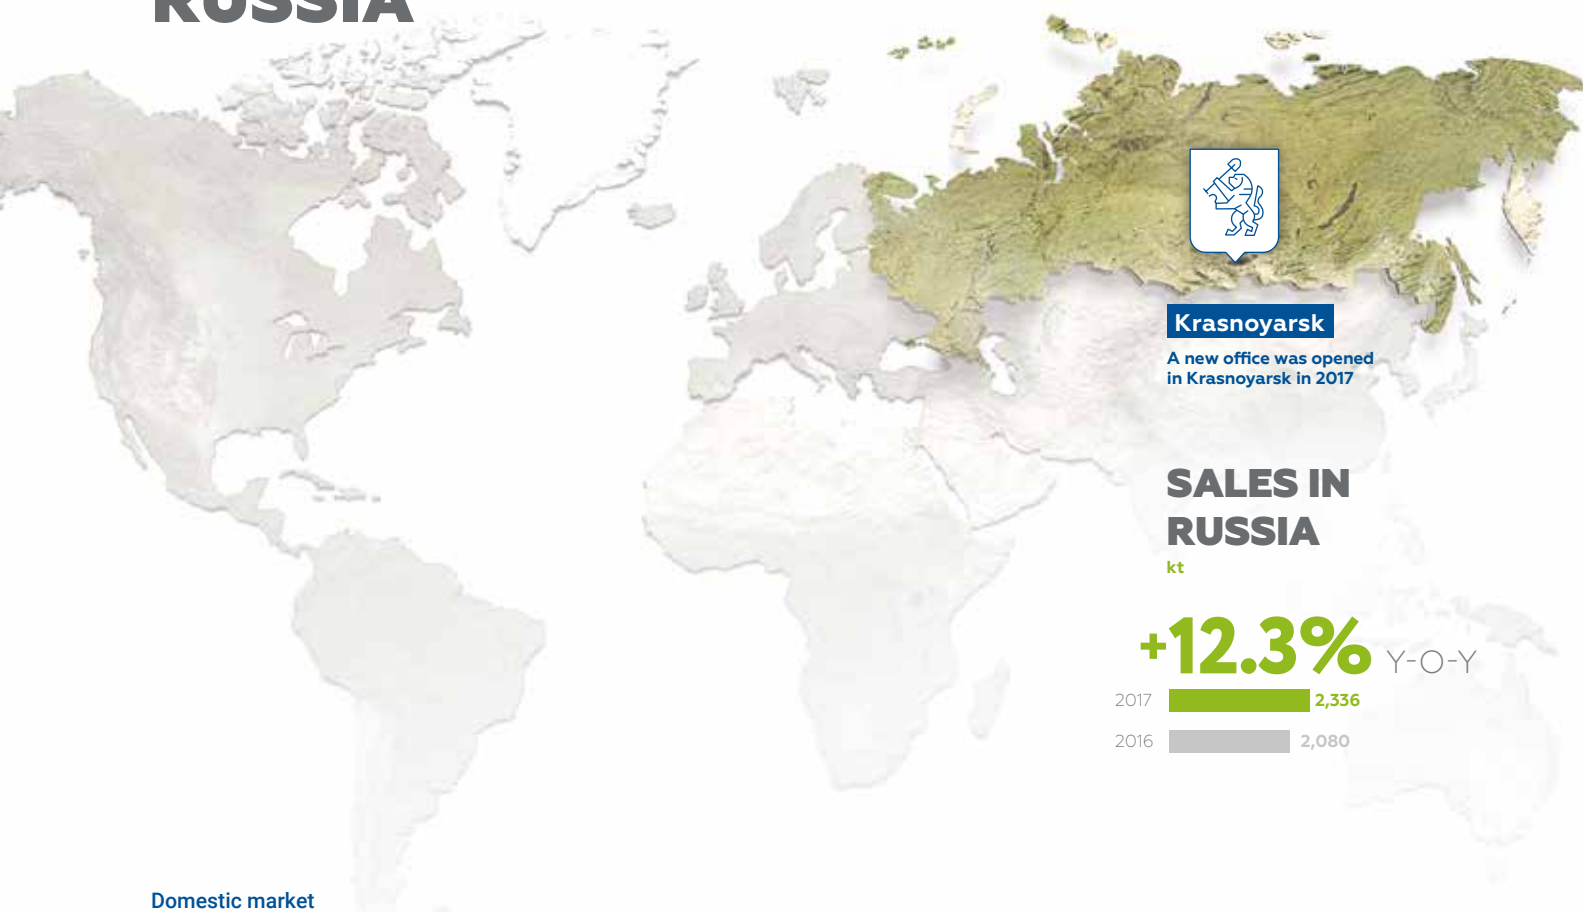 RUSSIA
Krasnoyarsk
A new office was opened
in Krasnoyarsk in 2017
SALES IN
RUSSIA
kt
+12.3% Y-O-Y
2017 2,336
2016 2,080
Domestic market